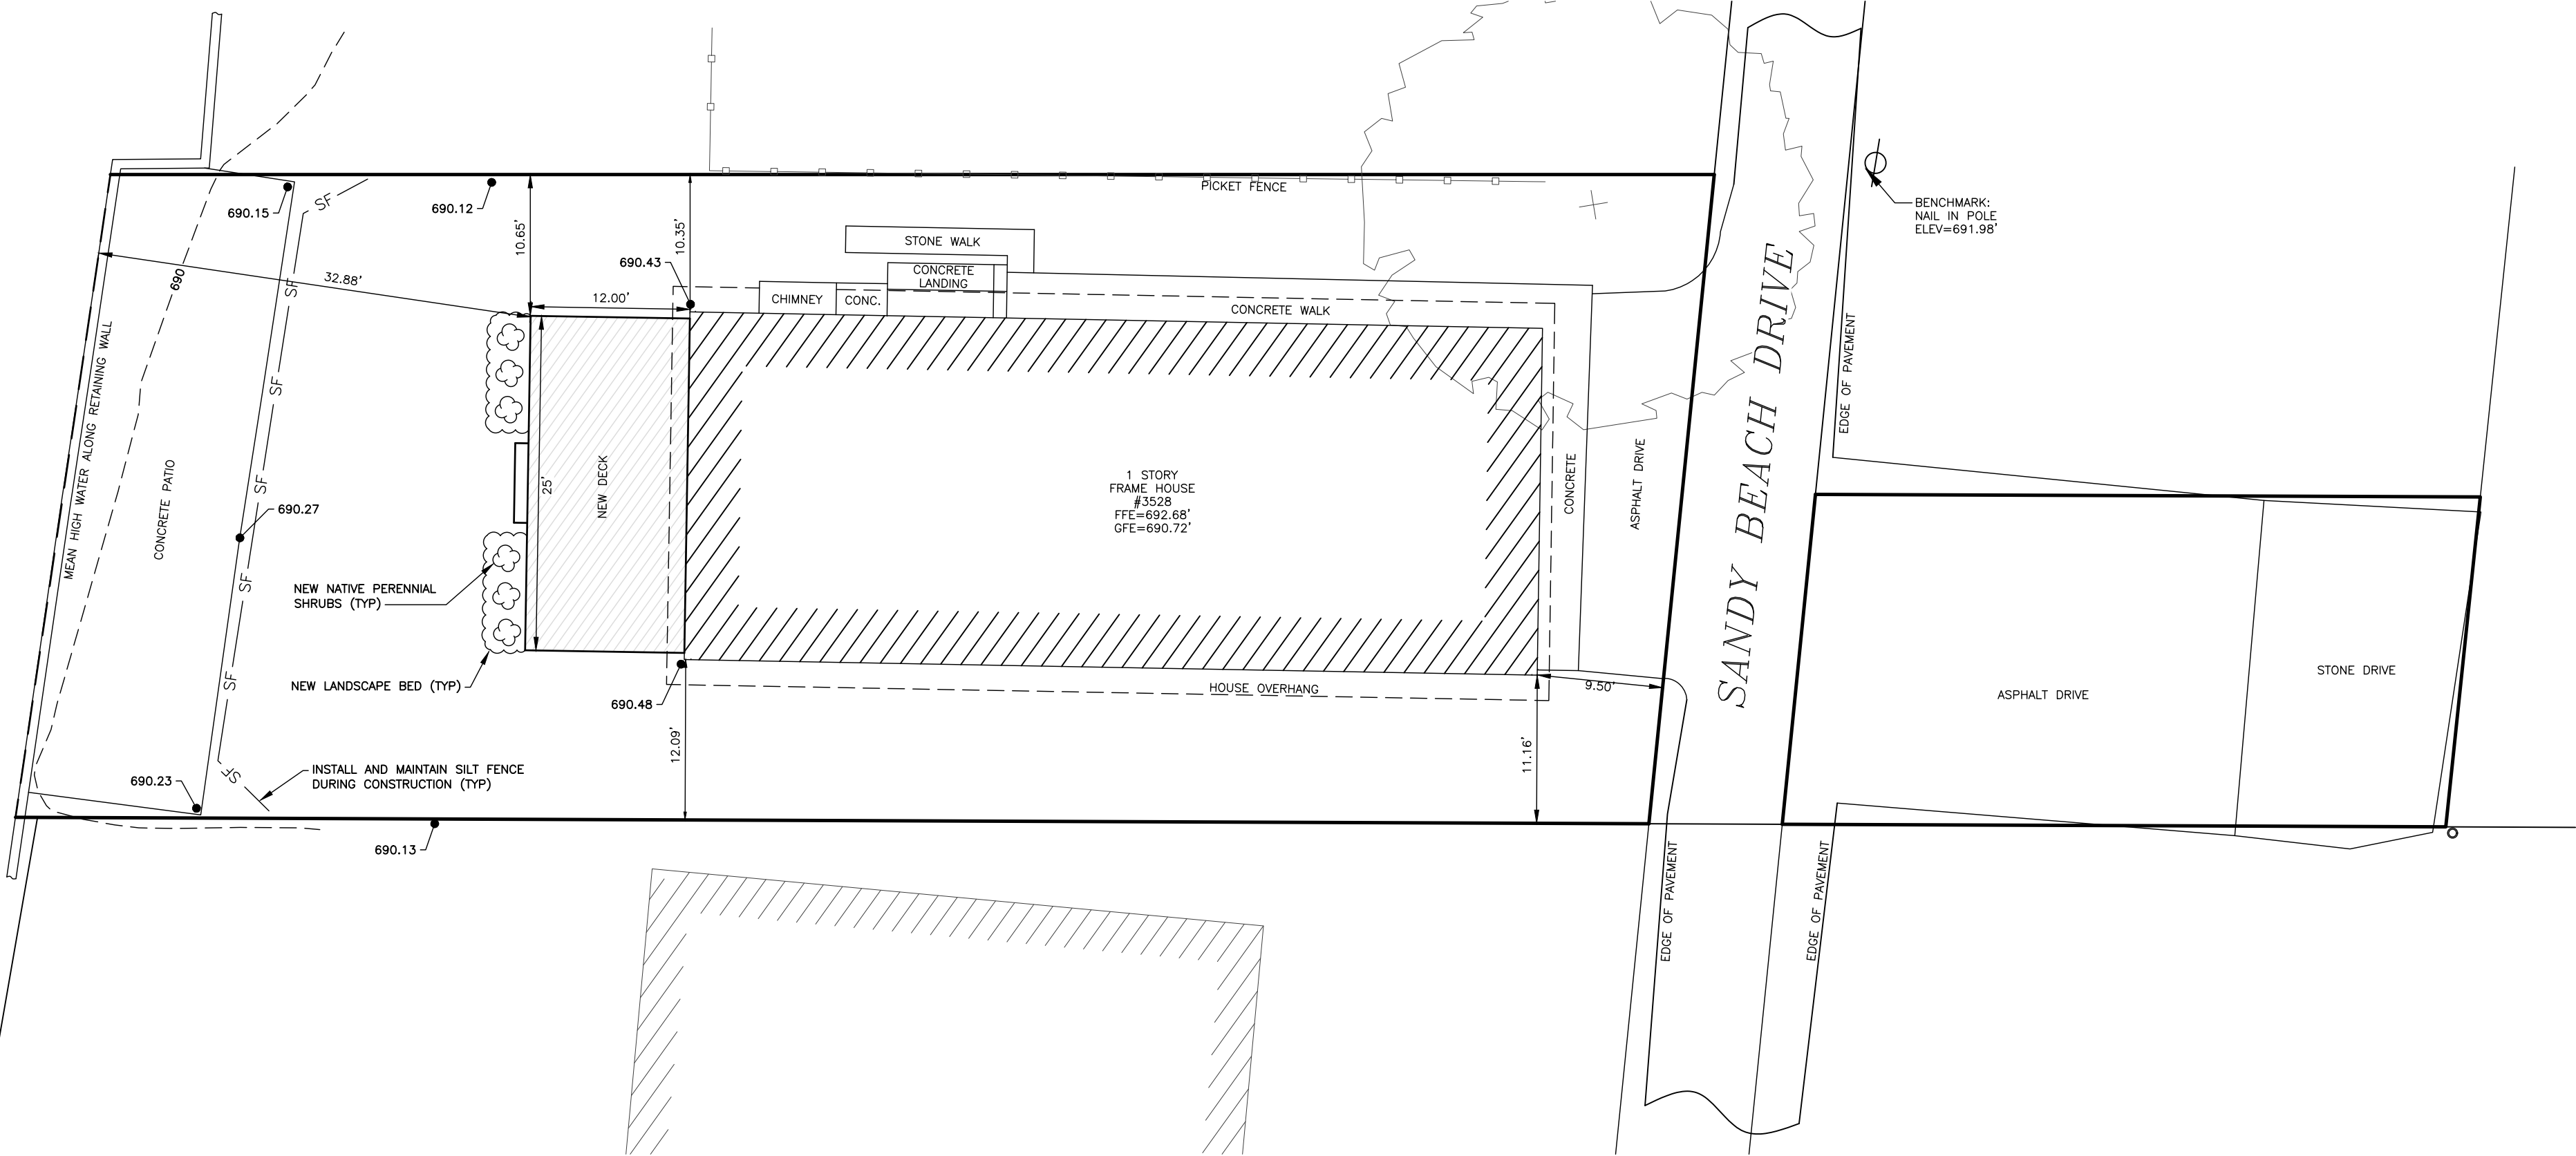 PICKET FENCE
690.15
690.12
10.65'
10.35'
BENCHMARK:
NAIL IN POLE
ELEV=691.98'
STONE WALK
690.43
690
32.88'
SF
SF
CONCRETE
LANDING
12.00'
CHIMNEY
CONC.
CONCRETE WALK
MEAN HIGH WATER ALONG RETAINING WALL
CONCRETE PATIO
SF
SF
SF
SF
SF
690.27
25'
NEW DECK
1 STORY
FRAME HOUSE
#3528
FFE=692.68'
GFE=690.72'
CONCRETE
ASPHALT DRIVE
SANDY BEACH DRIVE
EDGE OF PAVEMENT
NEW NATIVE PERENNIAL
SHRUBS (TYP)
NEW LANDSCAPE BED (TYP)
690.48
HOUSE OVERHANG
9.50'
ASPHALT DRIVE
STONE DRIVE
12.09'
11.16'
INSTALL AND MAINTAIN SILT FENCE
DURING CONSTRUCTION (TYP)
690.23
690.13
EDGE OF PAVEMENT
EDGE OF PAVEMENT